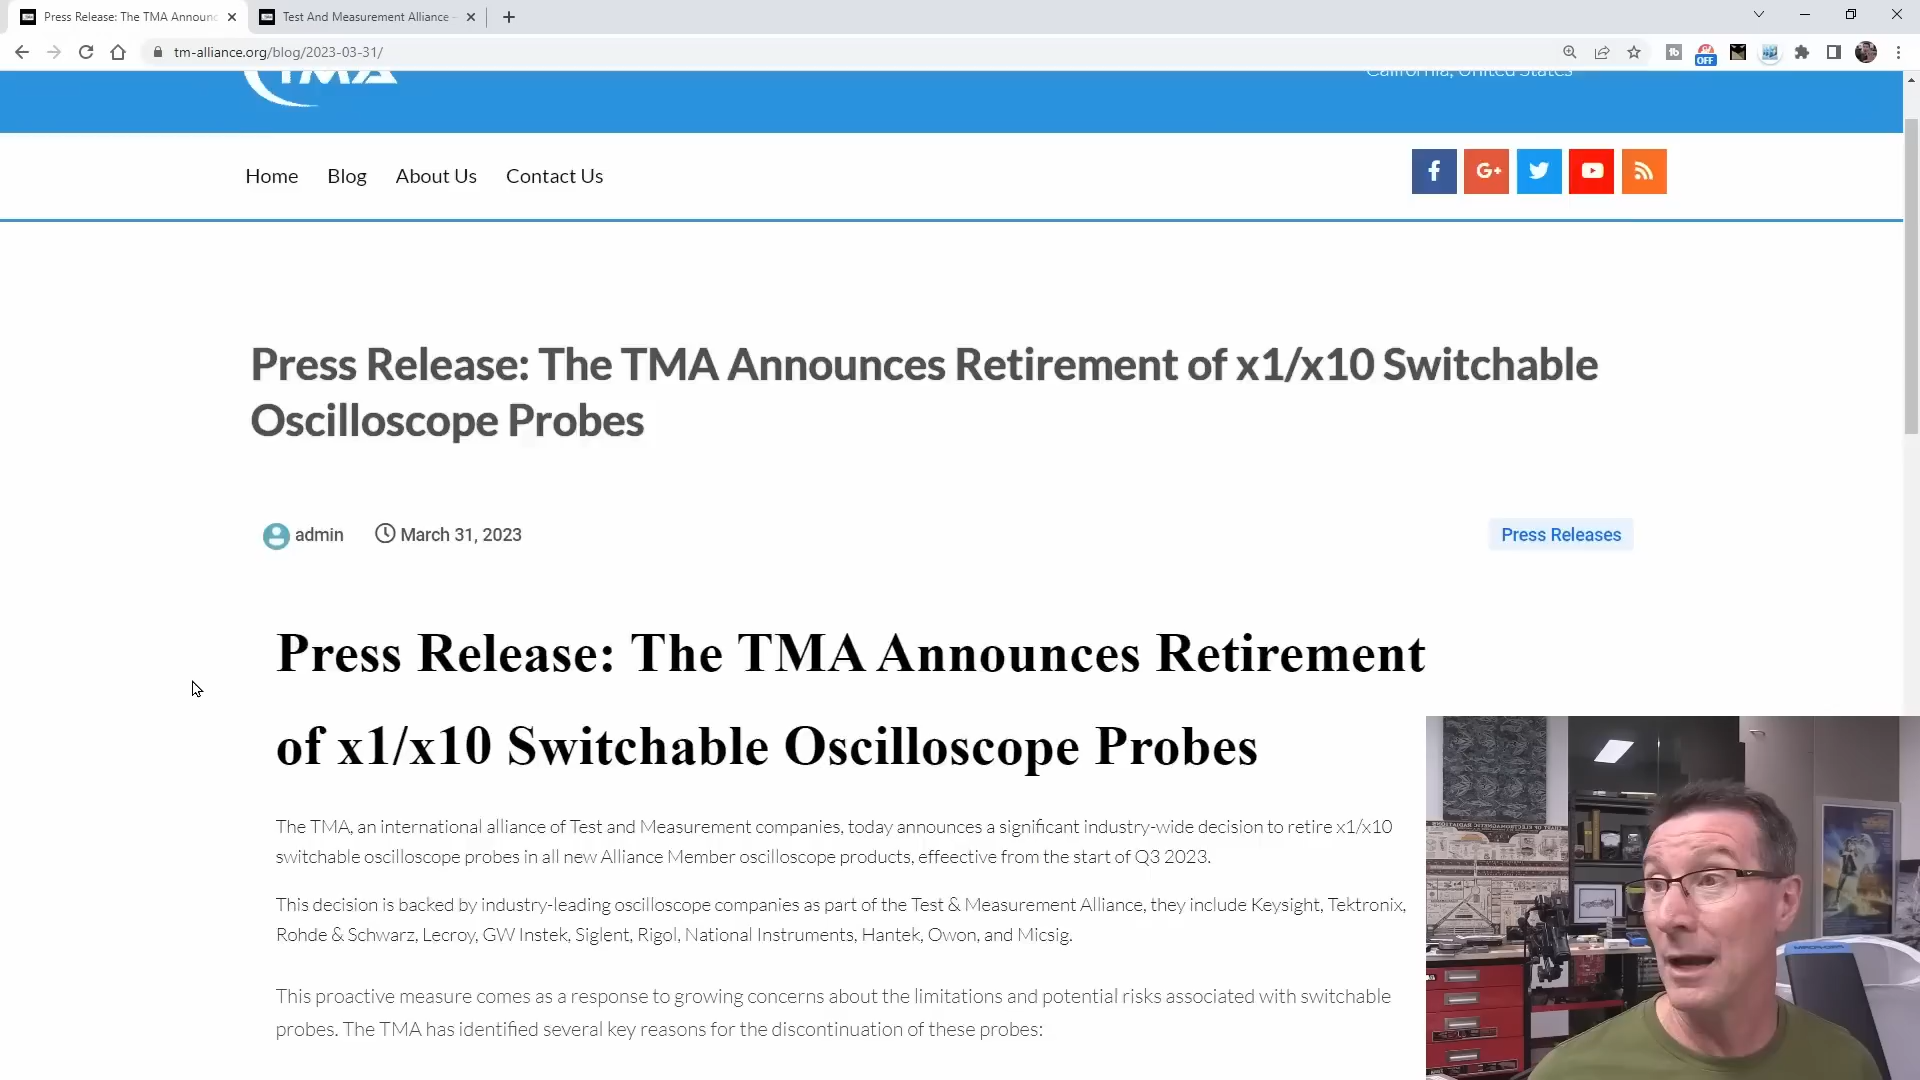 Press Release: The TMA Announc
Test And Measurement Alliance -
tm-alliance.org/blog/2023-03-31/
OFF
TMA
California, United States
Home Blog About Us Contact Us
Press Release: The TMA Announces Retirement of x1/x10 Switchable
Oscilloscope Probes
admin March 31, 2023
Press Releases
Press Release: The TMA Announces Retirement
of x1/x10 Switchable Oscilloscope Probes
The TMA, an international alliance of Test and Measurement companies, today announces a significant industry-wide decision to retire x1/x10
switchable oscilloscope probes in all new Alliance Member oscilloscope products, effeective from the start of Q3 2023.
This decision is backed by industry-leading oscilloscope companies as part of the Test & Measurement Alliance, they include Keysight, Tektronix,
Rohde & Schwarz, Lecroy, GW Instek, Siglent, Rigol, National Instruments, Hantek, Owon, and Micsig.
This proactive measure comes as a response to growing concerns about the limitations and potential risks associated with switchable
probes. The TMA has identified several key reasons for the discontinuation of these probes: